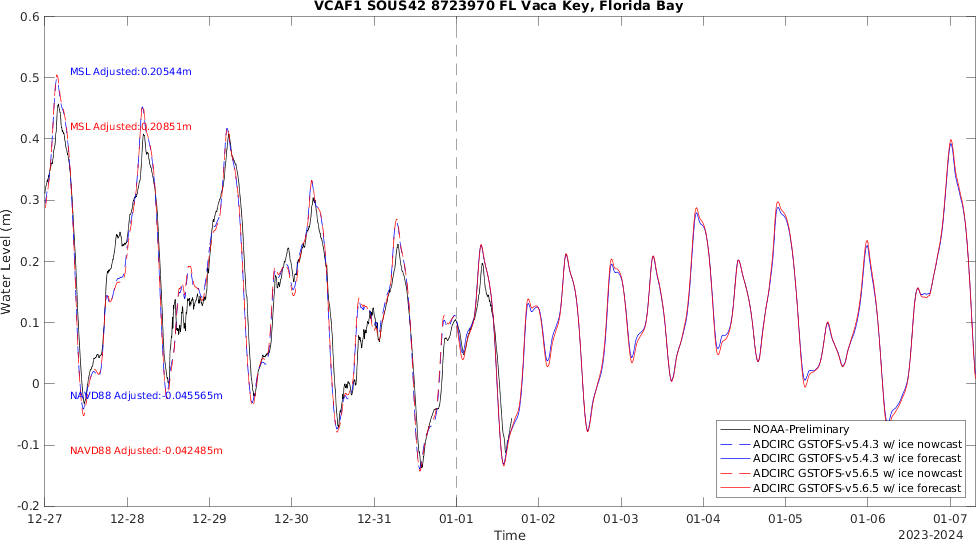 VCAF1 SOUS42 8723970 FL Vaca Key, Florida Bay
0.6
0.5
0.4
0.3
0.2
0.1
0
-0.1
-0.2
Water Level (m)
MSL Adjusted:0.20544m
MSL Adjusted:0.20851m
NAVD88 Adjusted:-0.045565m
NAVD88 Adjusted:-0.042485m
NOAA-Preliminary
ADCIRC GSTOFS-v5.4.3 w/ ice nowcast
ADCIRC GSTOFS-v5.4.3 w/ ice forecast
ADCIRC GSTOFS-v5.6.5 w/ ice nowcast
ADCIRC GSTOFS-v5.6.5 w/ ice forecast
12-27 12-28 12-29 12-30 12-31 01-01 01-02 01-03 01-04 01-05 01-06 01-07
Time
2023-2024